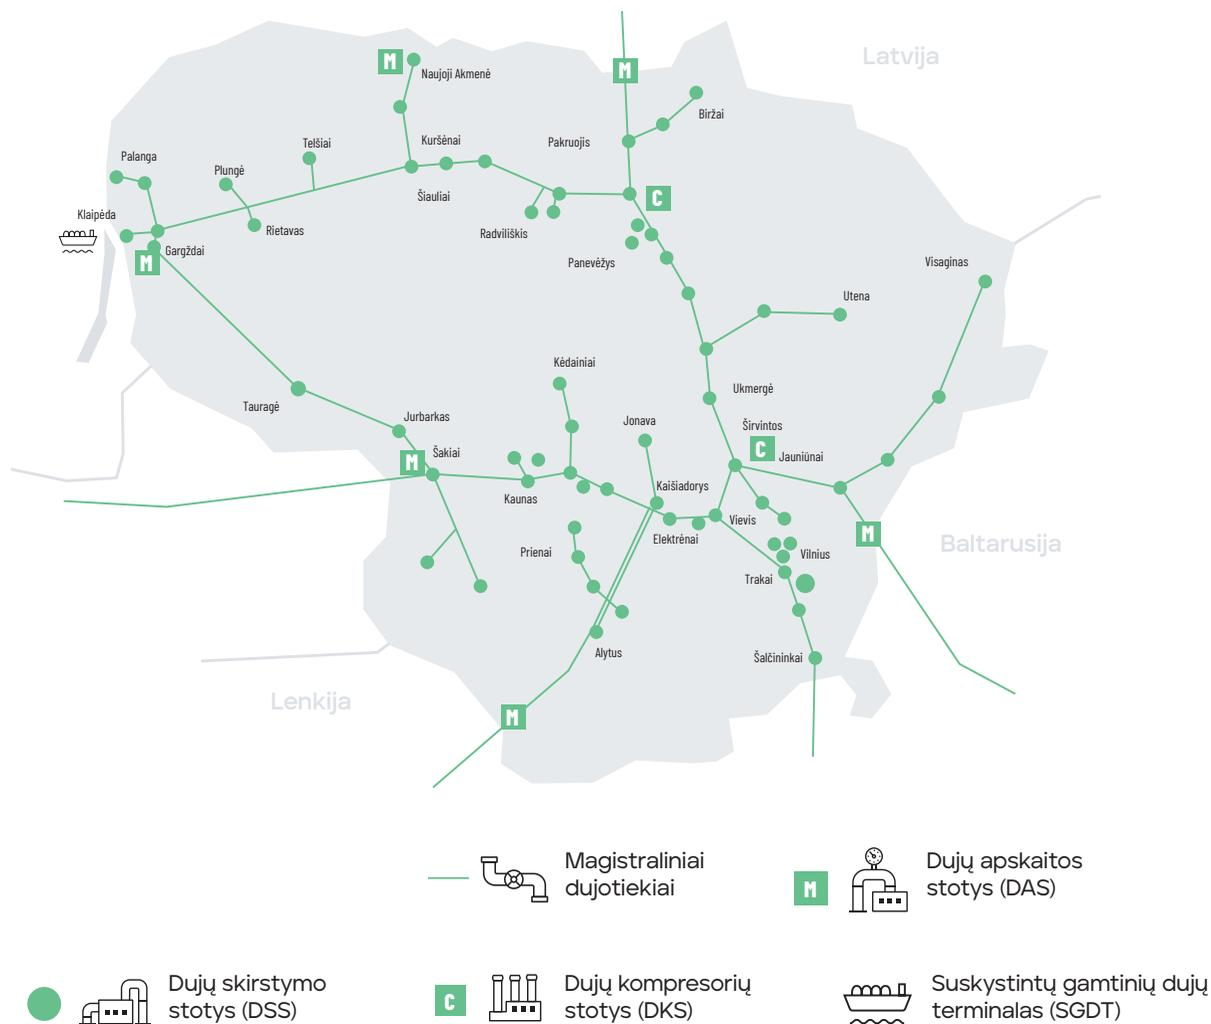 Latvija
M
Naujoji Akmenė
M
Biržai
Pakruojis
Kuršėnai
Telšiai
Palanga
Plungė
Šiauliai
C
Klaipėda
Rietavas
Radviliškis
Gargždai
M
Panevėžys
Visaginas
Utena
Kėdainiai
Ukmergė
Tauragė
Jurbarkas
Jonava
Širvintos
Šakiai
M
C
Jauniūnai
Kaunas
Kaišiadorys
Vievis
Elektrėnai
M
Baltarusija
Prienai
Vilnius
Trakai
Alytus
Šalčininkai
Lenkija
M
Magistraliniai
dujotiekiai
M
Dujų apskaitos
stotys (DAS)
Dujų skirstymo
stotys (DSS)
C
Dujų kompresorių
stotys (DKS)
Suskystintų gamtinių dujų
terminalas (SGDT)